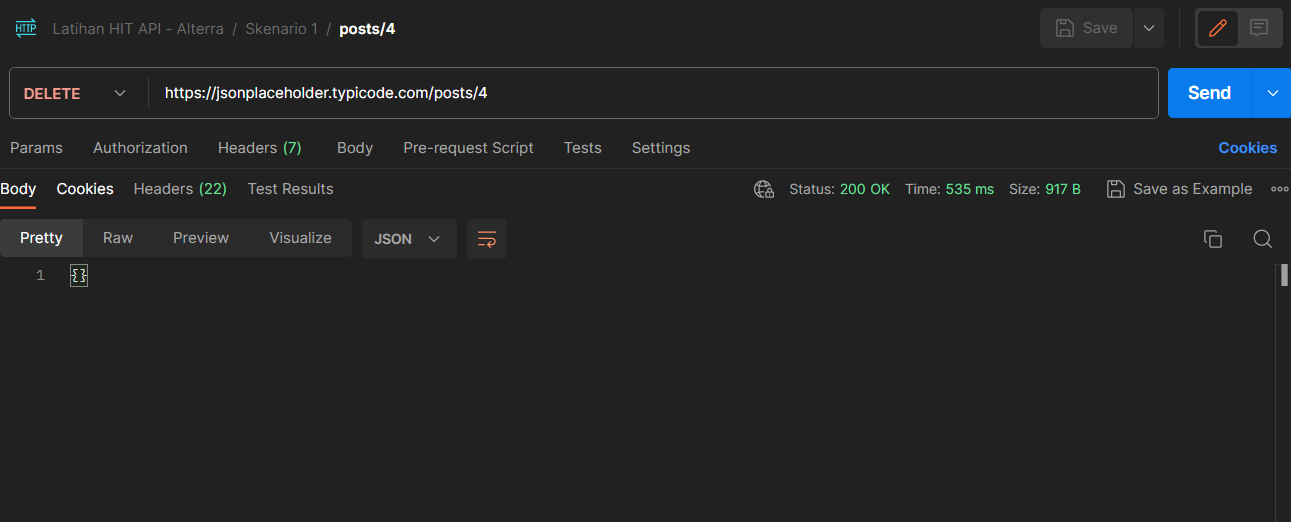 HTTP Latihan HIT API - Alterra / Skenario 1 / posts/4 Save
DELETE https://jsonplaceholder.typicode.com/posts/4 Send
Params Authorization Headers (7) Body Pre-request Script Tests Settings Cookies
Body Cookies Headers (22) Test Results Status: 200 OK Time: 535 ms Size: 917 B Save as Example
Pretty Raw Preview Visualize JSON
1 {}